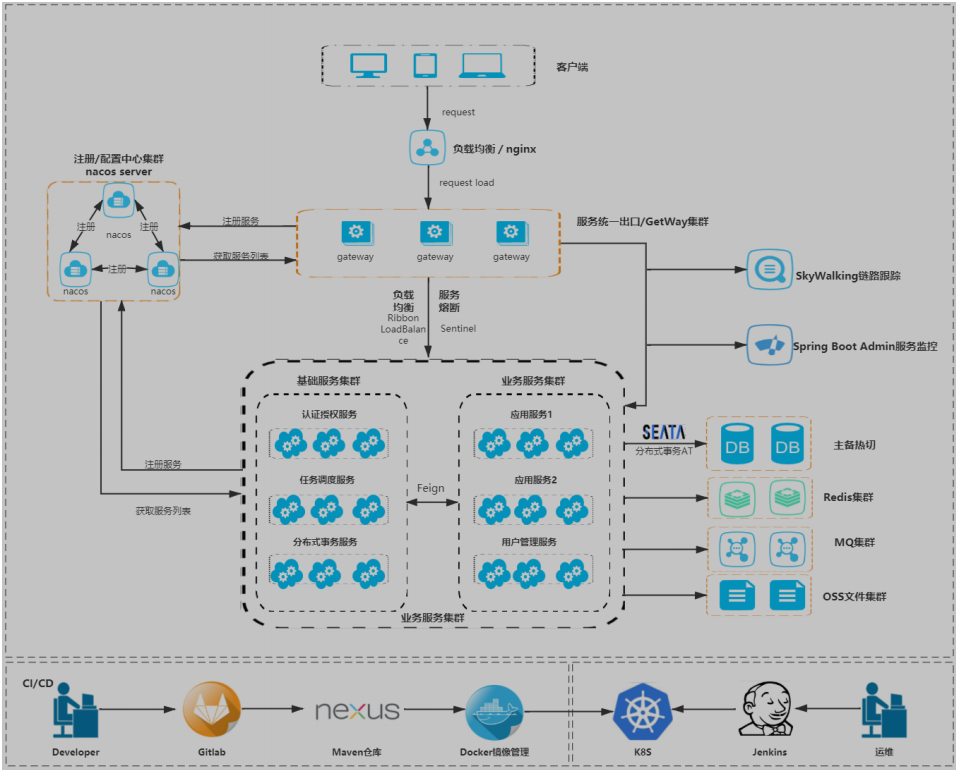 客户端
request
负载均衡 / nginx
request load
注册/配置中心集群
nacos server
注册
注册
nacos
注册
nacos
nacos
注册服务
获取服务列表
gateway
gateway
gateway
服务统一出口/GetWay集群
SkyWalking链路跟踪
Spring Boot Admin服务监控
负载
均衡
Ribbon
LoadBalan
ce
服务
熔断
Sentinel
基础服务集群
业务服务集群
认证授权服务
应用服务1
任务调度服务
应用服务2
Feign
分布式事务服务
用户管理服务
业务服务集群
注册服务
获取服务列表
SEATA
分布式事务AT
DB
DB
主备热切
Redis集群
MQ集群
OSS文件集群
CI/CD
Developer
Gitlab
nexus
Maven仓库
Docker镜像管理
K8S
Jenkins
运维